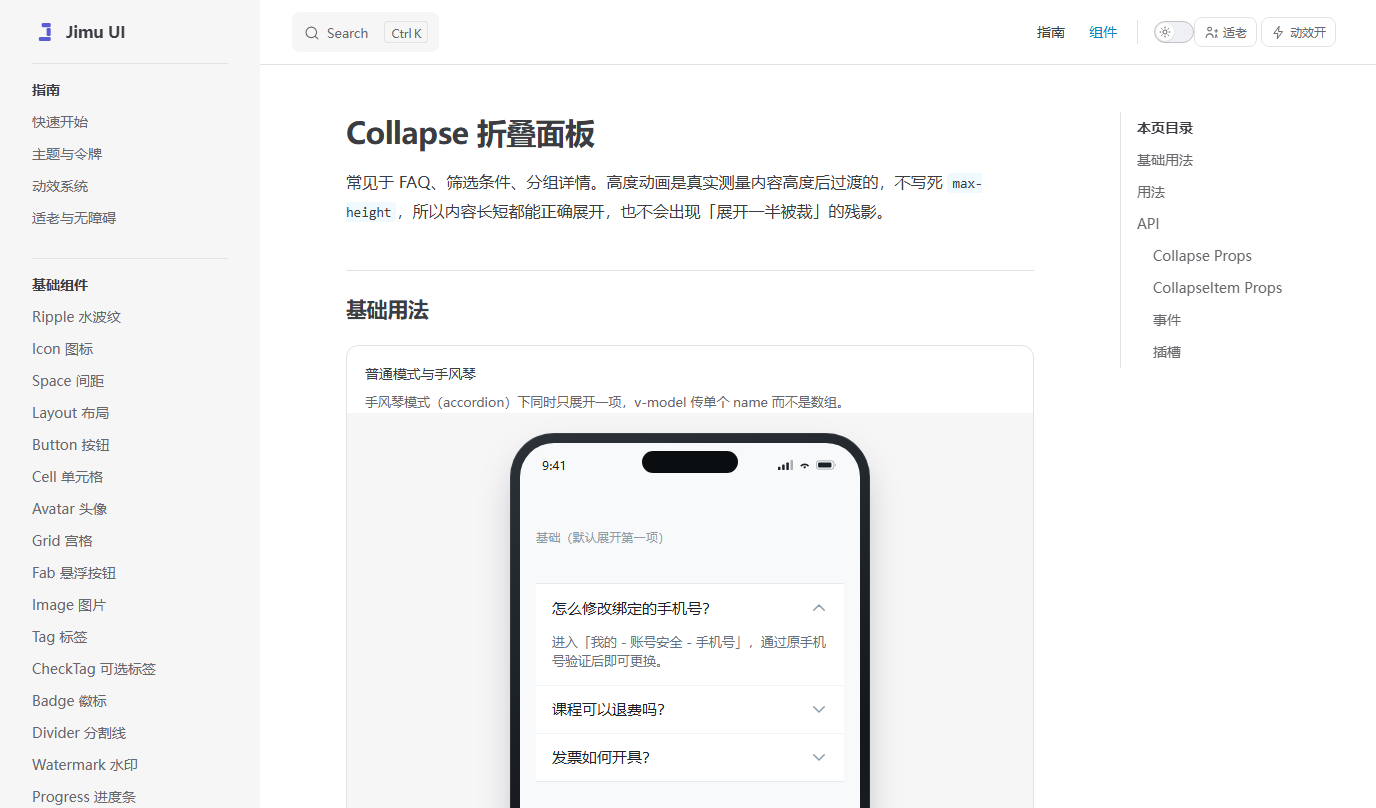 Jimu UI
指南
快速开始
主题与令牌
动效系统
适老与无障碍
基础组件
Ripple 水波纹
Icon 图标
Space 间距
Layout 布局
Button 按钮
Cell 单元格
Avatar 头像
Grid 宫格
Fab 悬浮按钮
Image 图片
Tag 标签
CheckTag 可选标签
Badge 徽标
Divider 分割线
Watermark 水印
Progress 进度条
Search Ctrl K
指南 组件 适老 动效开
Collapse 折叠面板
常见于 FAQ、筛选条件、分组详情。高度动画是真实测量内容高度后过渡的，不写死 max-
height ，所以内容长短都能正确展开，也不会出现「展开一半被裁」的残影。
基础用法
普通模式与手风琴
手风琴模式（accordion）下同时只展开一项，v-model 传单个 name 而不是数组。
9:41
基础（默认展开第一项）
怎么修改绑定的手机号？
进入「我的 - 账号安全 - 手机号」，通过原手机
号验证后即可更换。
课程可以退费吗？
发票如何开具？
本页目录
基础用法
用法
API
Collapse Props
CollapseItem Props
事件
插槽